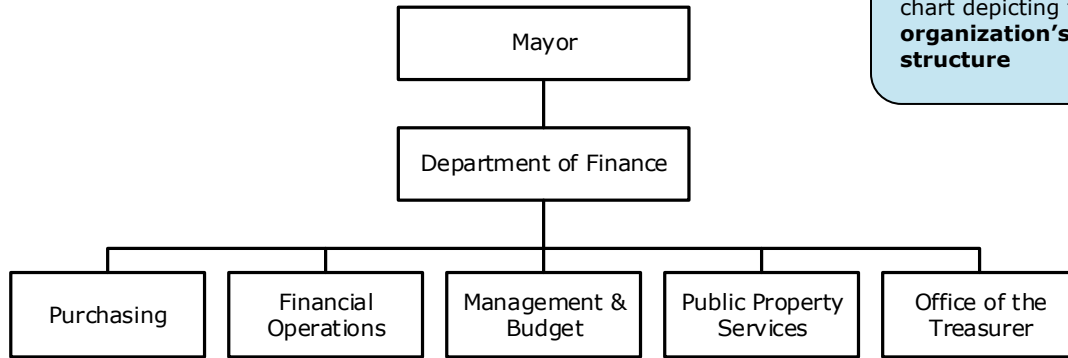 chart depicting
organization's
structure
Mayor
Department of Finance
Purchasing
Financial
Operations
Management &
Budget
Public Property
Services
Office of the
Treasurer